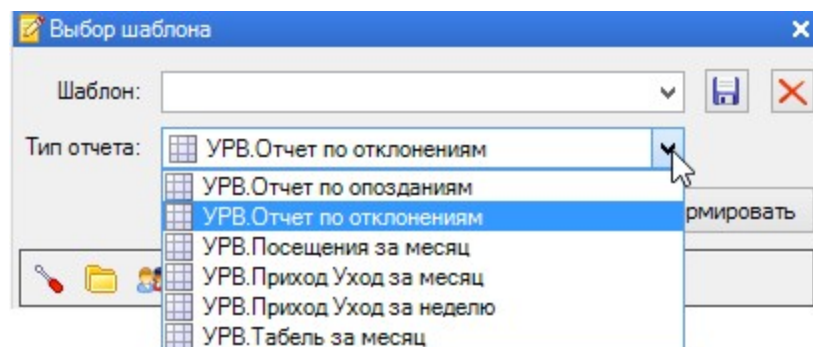 Выбор шаблона
Шаблон:
Тип отчета: УРВ.Отчет по отклонениям
УРВ.Отчет по опозданиям
УРВ.Отчет по отклонениям
рмировать
УРВ.Посещения за месяц
УРВ.Приход Уход за месяц
УРВ.Приход Уход за неделю
УРВ.Табель за месяц